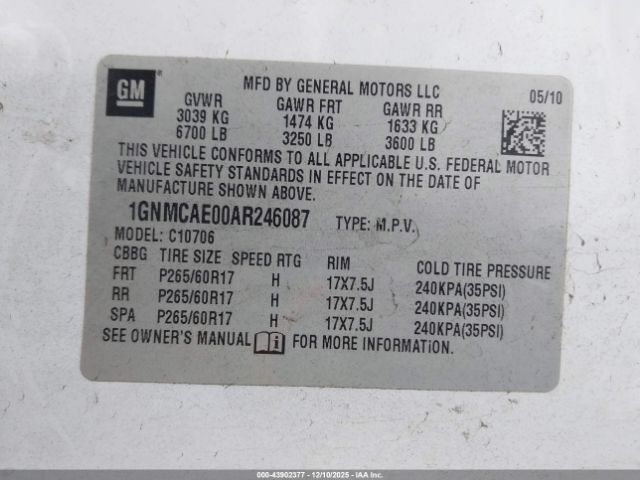 GM
MFD BY GENERAL MOTORS LLC
05/10
GVWR GAWR FRT GAWR RR
3039 KG 1474 KG 1633 KG
6700 LB 3250 LB 3600 LB
THIS VEHICLE CONFORMS TO ALL APPLICABLE U.S. FEDERAL MOTOR
VEHICLE SAFETY STANDARDS IN EFFECT ON THE DATE OF
MANUFACTURE SHOWN ABOVE.
1GNMCAE00AR246087 TYPE: M.P.V.
MODEL: C10706
CBBG TIRE SIZE SPEED RTG RIM COLD TIRE PRESSURE
FRT P265/60R17 H 17X7.5J 240KPA(35PSI)
RR P265/60R17 H 17X7.5J 240KPA(35PSI)
SPA P265/60R17 H 17X7.5J 240KPA(35PSI)
SEE OWNER'S MANUAL i FOR MORE INFORMATION.
000-43902377 - 12/10/2025 - IAAI.com